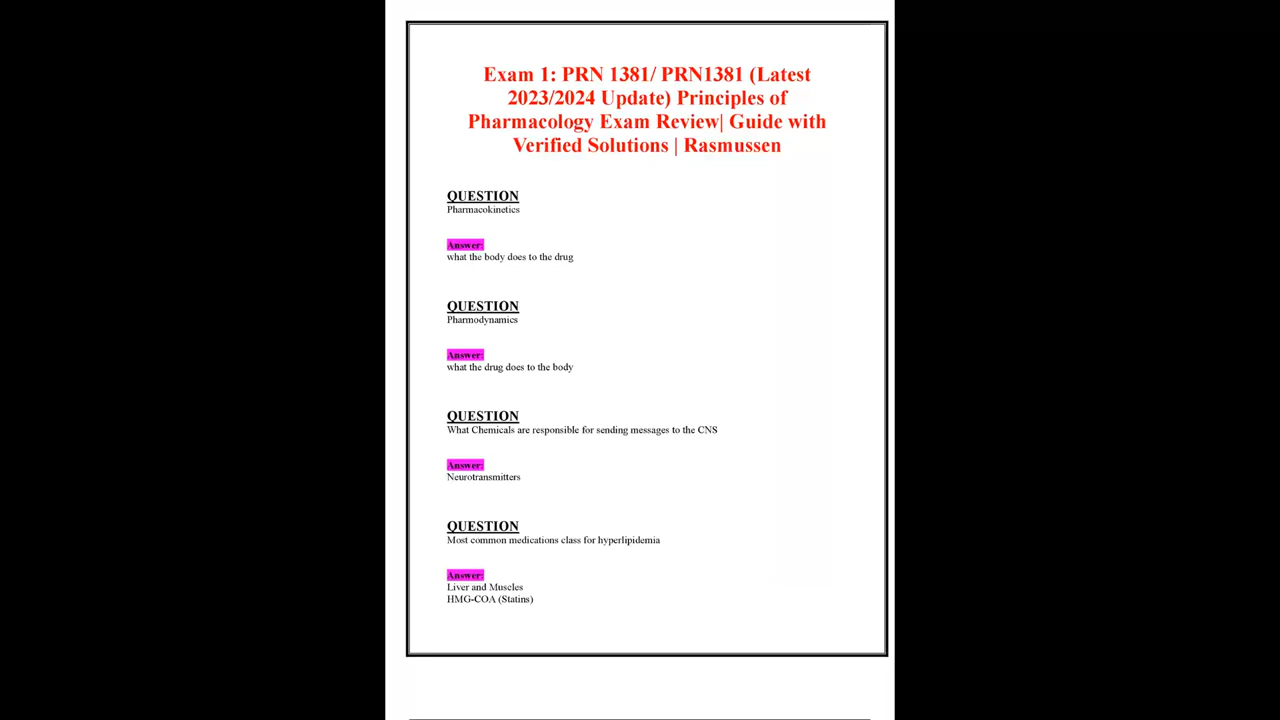 Exam 1: PRN 1381/ PRN1381 (Latest
2023/2024 Update) Principles of
Pharmacology Exam Review| Guide with
Verified Solutions | Rasmussen
QUESTION
Pharmacokinetics
Answer:
what the body does to the drug
QUESTION
Pharmodynamics
Answer:
what the drug does to the body
QUESTION
What Chemicals are responsible for sending messages to the CNS
Answer:
Neurotransmitters
QUESTION
Most common medications class for hyperlipidemia
Answer:
Liver and Muscles
HMG-COA (Statins)